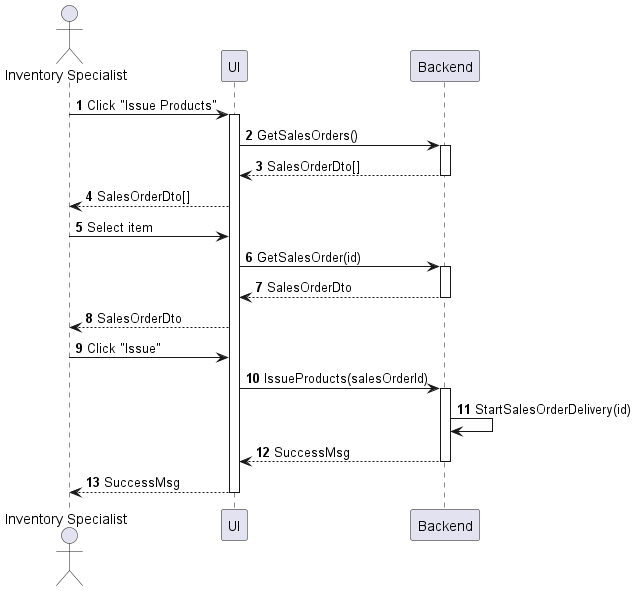 Inventory Specialist
UI
Backend
1 Click "Issue Products"
2 GetSalesOrders()
3 SalesOrderDto[]
4 SalesOrderDto[]
5 Select item
6 GetSalesOrder(id)
7 SalesOrderDto
8 SalesOrderDto
9 Click "Issue"
10 IssueProducts(salesOrderId)
11 StartSalesOrderDelivery(id)
12 SuccessMsg
13 SuccessMsg
Inventory Specialist
UI
Backend